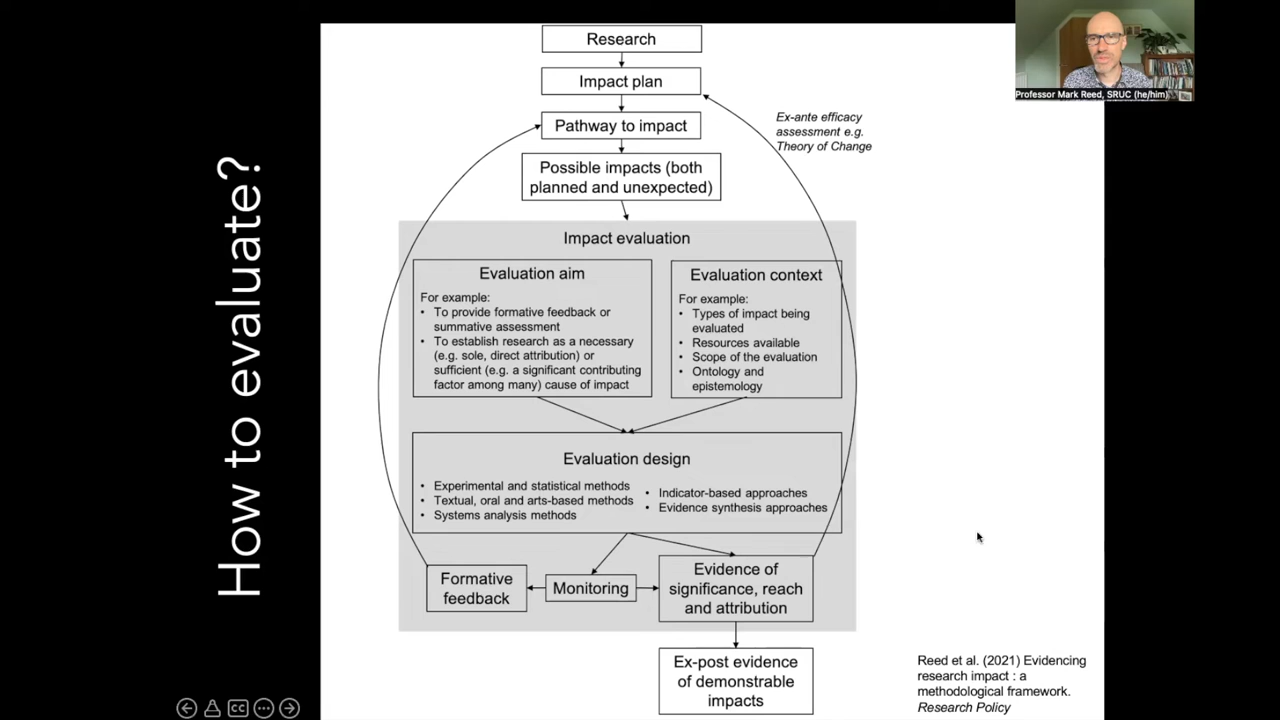 How to evaluate?
Professor Mark Reed, SRUC (he/him)
Research
Impact plan
Pathway to impact
Ex-ante efficacy
assessment e.g.
Theory of Change
Possible impacts (both
planned and unexpected)
Impact evaluation
Evaluation aim
For example:
• To provide formative feedback or
summative assessment
• To establish research as a necessary
(e.g. sole, direct attribution) or
sufficient (e.g. a significant contributing
factor among many) cause of impact
Evaluation context
For example:
• Types of impact being
evaluated
• Resources available
• Scope of the evaluation
• Ontology and
epistemology
Evaluation design
• Experimental and statistical methods
• Textual, oral and arts-based methods
• Systems analysis methods
• Indicator-based approaches
• Evidence synthesis approaches
Formative
feedback
Monitoring
Evidence of
significance, reach
and attribution
Ex-post evidence
of demonstrable
impacts
Reed et al. (2021) Evidencing
research impact : a
methodological framework.
Research Policy
CC